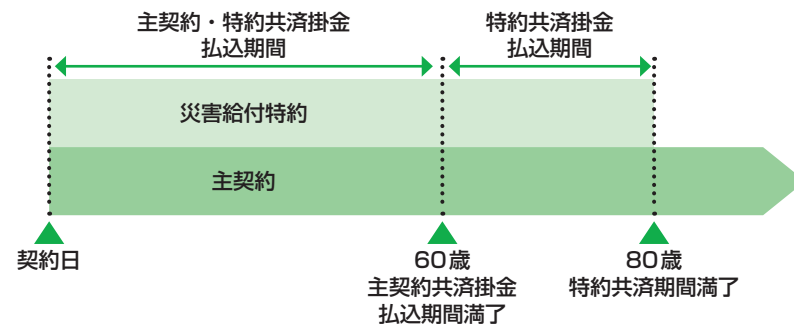 主契約・特約共済掛金
払込期間
特約共済掛金
払込期間
災害給付特約
主契約
契約日
60歳
主契約共済掛金
払込期間満了
80歳
特約共済期間満了